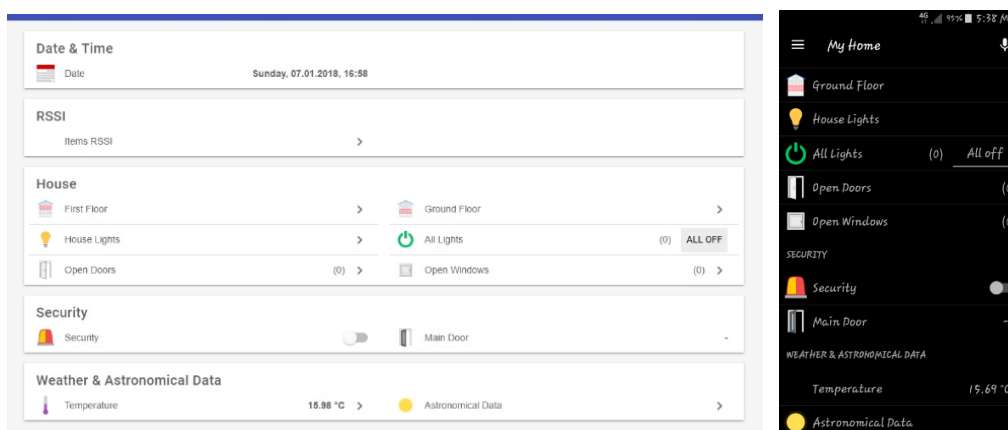 Date & Time
Date Sunday, 07.01.2018, 16:58
RSSI
Items RSSI
House
First Floor Ground Floor
House Lights All Lights (0) ALL OFF
Open Doors (0) Open Windows (0)
Security
Security Main Door -
Weather & Astronomical Data
Temperature 15.98 °C Astronomical Data
4G 95% 5:38
My Home
Ground Floor
House Lights
All Lights (0) All off
Open Doors
Open Windows
SECURITY
Security
Main Door -
WEATHER & ASTRONOMICAL DATA
Temperature 15.69 °C
Astronomical Data